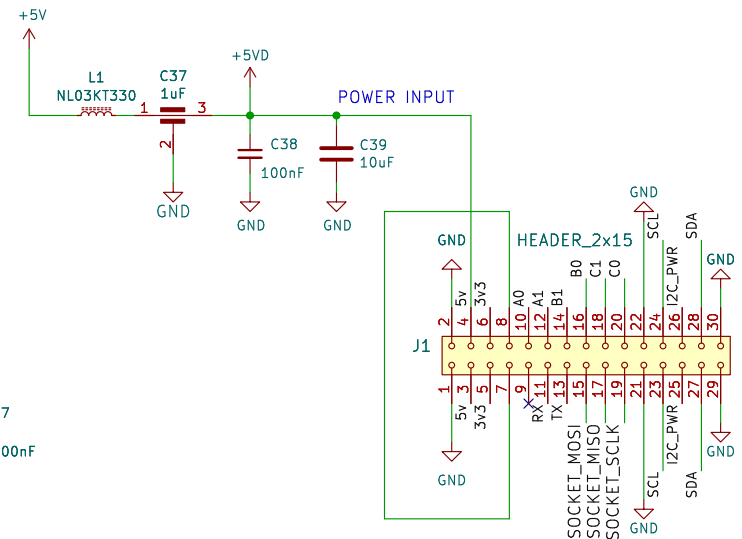 +5V
+5VD
L1
NL03KT330
C37
1uF
1
3
2
GND
POWER INPUT
C38
100nF
GND
C39
10uF
GND
HEADER_2x15
J1
GND
GND
GND
SCL
SDA
I2C_PWR
B0
C1
C0
5v
3v3
A0
A1
B1
2
4
6
8
10
12
14
16
18
20
22
24
26
28
30
1
3
5
7
9
11
13
15
17
19
21
23
25
27
29
5v
3v3
RX
TX
SOCKET_MOSI
SOCKET_MISO
SOCKET_SCLK
SCL
I2C_PWR
SDA
GND
GND
GND
7
00nF